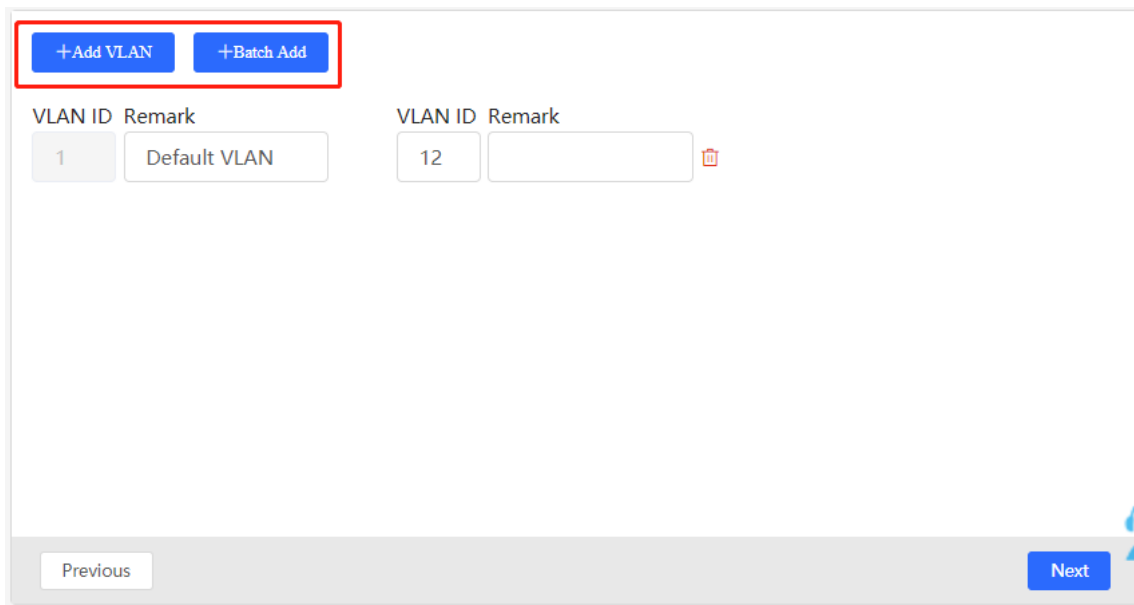 +Add VLAN +Batch Add
VLAN ID Remark VLAN ID Remark
1 Default VLAN 12
Previous Next